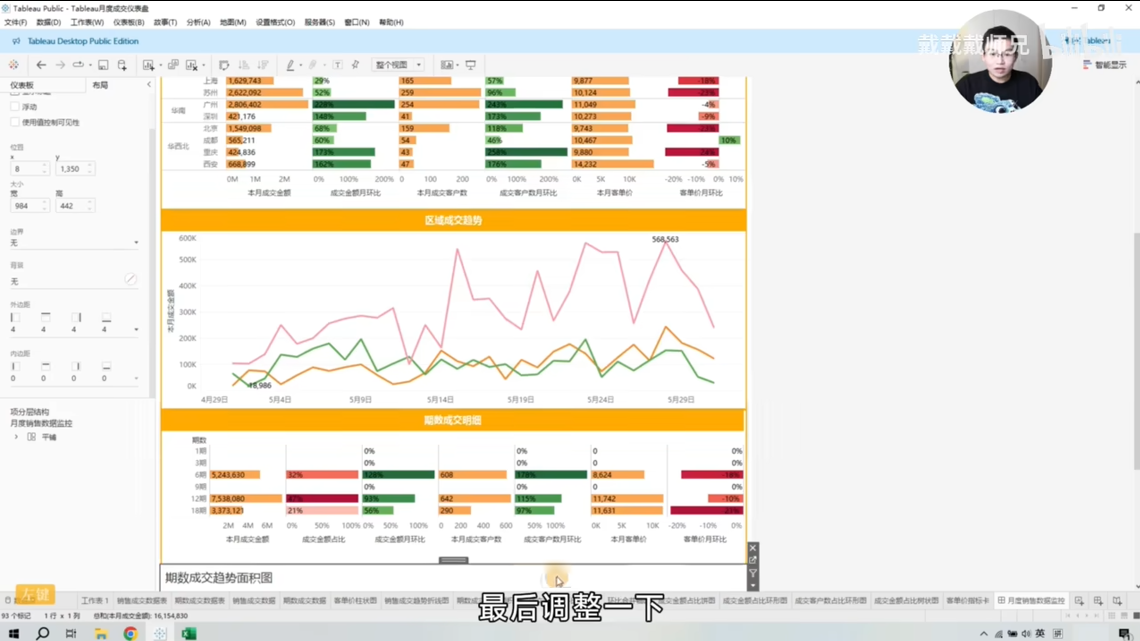 Tableau Public - Tableau月度成交仪表盘
文件(F) 数据(D) 工作表(W) 仪表板(B) 故事(T) 分析(A) 地图(M) 设置格式(O) 服务器(S) 窗口(N) 帮助(H)
Tableau Desktop Public Edition
戴戴戴师兄
整个视图
智能显示
仪表板 布局
浮动
使用值控制可见性
位置
x y
8 1,350
大小
宽 高
984 442
边界
无
背景
无
外边距
4 4 4 4
内边距
0 0 0 0
项分层结构
月度销售数据监控
平铺
上海 1,629,743 29% 165 57% 9,877 -18%
苏州 2,622,092 52% 259 96% 10,124 -23%
华南 广州 2,806,402 228% 254 243% 11,049 -4%
深圳 421,176 148% 41 173% 10,273 -9%
华西北 北京 1,549,098 68% 159 118% 9,743 -23%
成都 565,211 60% 54 46% 10,467 10%
重庆 424,836 173% 43 258% 9,880 -24%
西安 668,899 162% 47 176% 14,232 -5%
0M 1M 2M 0% 100% 200% 0 100 200 0% 100% 200% 0K 5K 10K -20% -10% 0% 10%
本月成交金额 成交金额月环比 本月成交客户数 成交客户数月环比 本月客单价 客单价月环比
区域成交趋势
600K
500K
400K
300K
200K
100K
0K
本月成交金额
568,563
18,986
4月29日 5月4日 5月9日 5月14日 5月19日 5月24日 5月29日
期数成交明细
期数
1期 0% 0% 0 0%
3期 0% 0% 0 0%
6期 5,243,630 32% 128% 608 178% 8,624 -18%
9期 0% 0% 0 0%
12期 7,538,080 47% 93% 642 115% 11,742 -10%
18期 3,373,121 21% 56% 290 97% 11,631 -23%
2M 4M 6M 0% 50% 100% 0% 50% 100% 0 200 400 600 50% 100% 0K 5K 10K -20% -10% 0%
本月成交金额 成交金额占比 成交金额月环比 本月成交客户数 成交客户数月环比 本月客单价 客单价月环比
期数成交趋势面积图
左键
最后调整一下
工作表 1 销售成交数据表 期数成交数据表 销售成交数据 期数成交数据 客单价柱状图 销售成交趋势折线图 成交金额占比环形图 成交客户数占比环形图 成交金额占比树状图 客单价指标卡 月度销售数据监控
93 个标记 1 行 x 1 列 总和(本月成交金额): 16,154,830
英 拼